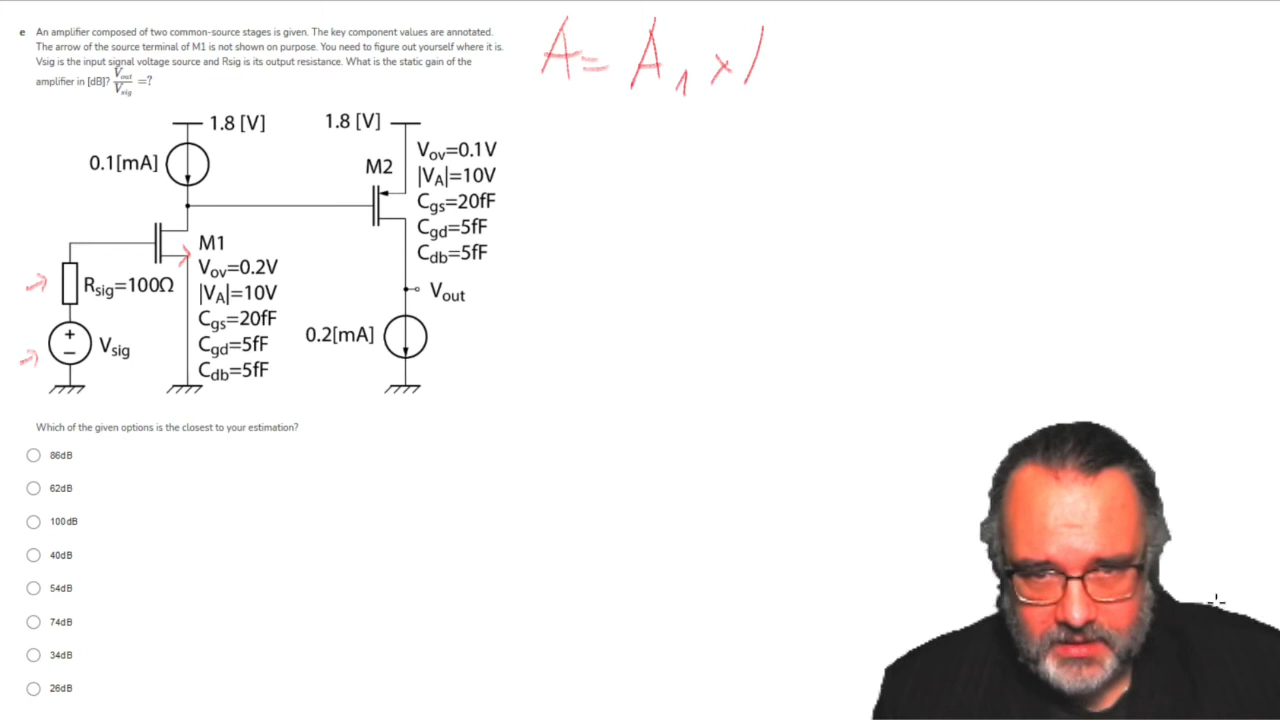 e An amplifier composed of two common-source stages is given. The key component values are annotated.
The arrow of the source terminal of M1 is not shown on purpose. You need to figure out yourself where it is.
Vsig is the input signal voltage source and Rsig is its output resistance. What is the static gain of the
amplifier in [dB]? Vout/Vsig =?
A = A1 ×
1.8 [V]
1.8 [V]
0.1[mA]
M2
Vov=0.1V
|VA|=10V
Cgs=20fF
Cgd=5fF
Cdb=5fF
M1
Vov=0.2V
|VA|=10V
Cgs=20fF
Cgd=5fF
Cdb=5fF
Rsig=100Ω
+
−
Vsig
Vout
0.2[mA]
Which of the given options is the closest to your estimation?
86dB
62dB
100dB
40dB
54dB
74dB
34dB
26dB